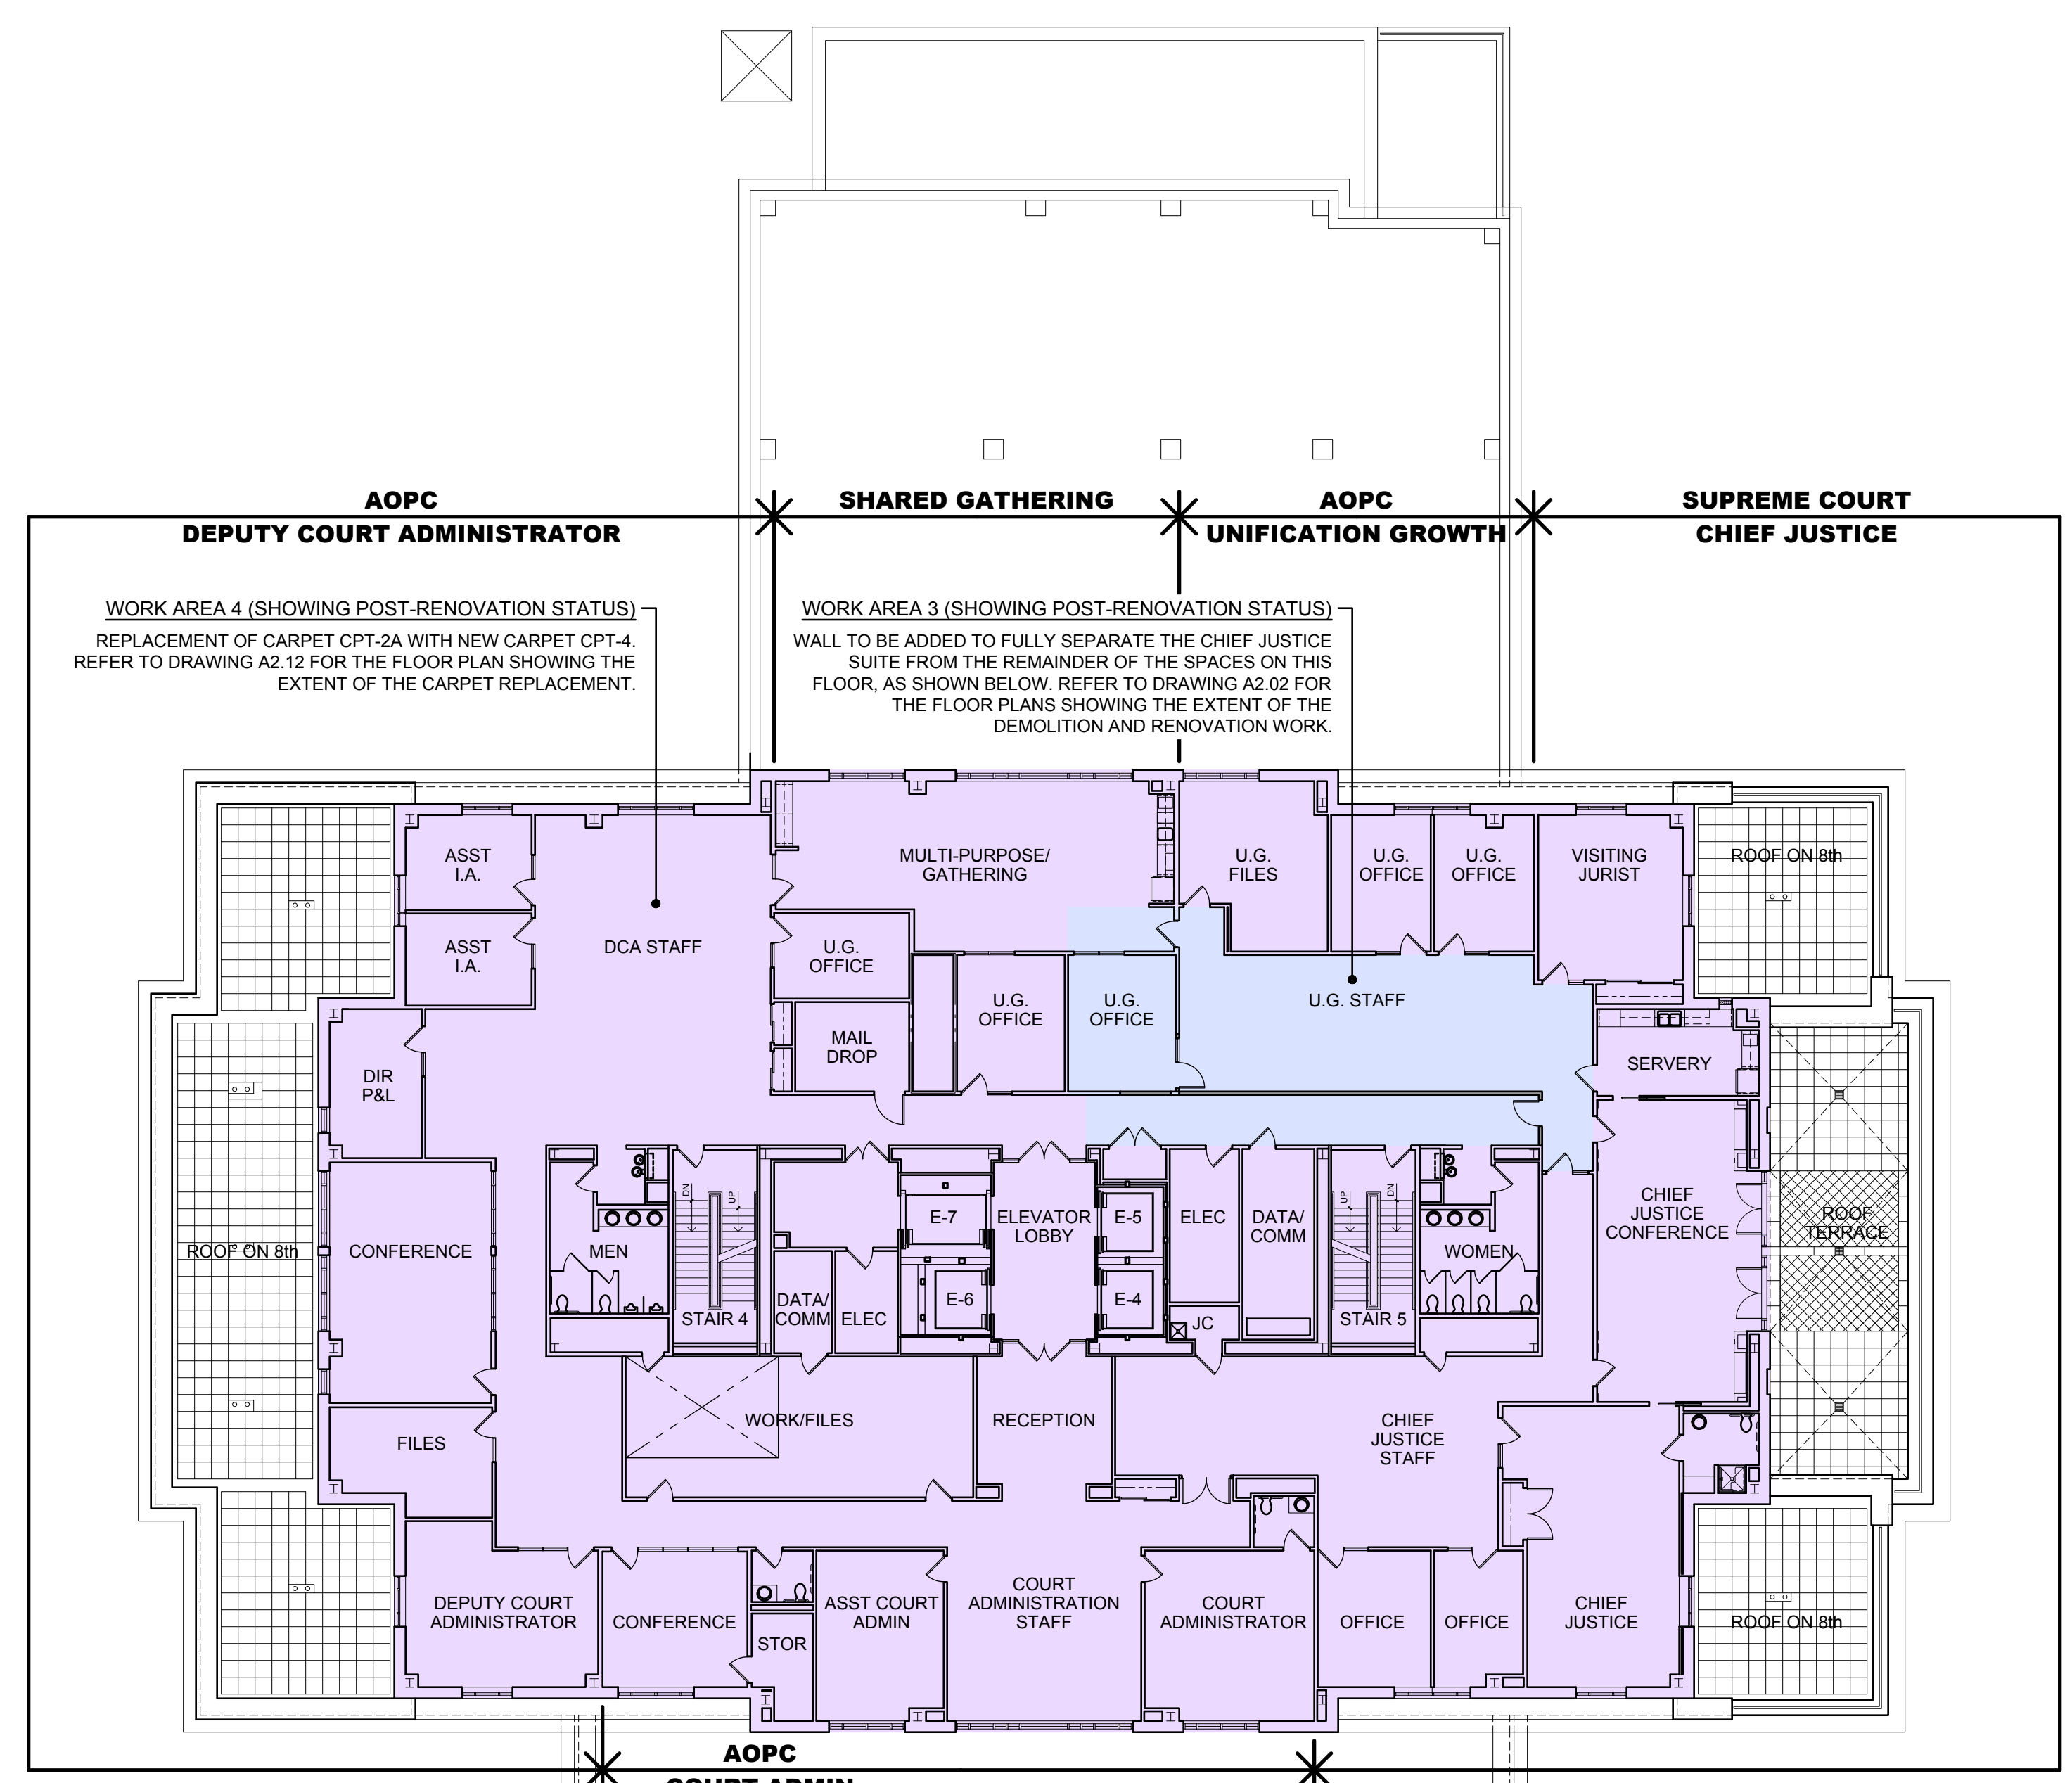 AOPC
DEPUTY COURT ADMINISTRATOR
SHARED GATHERING
AOPC
UNIFICATION GROWTH
SUPREME COURT
CHIEF JUSTICE
WORK AREA 4 (SHOWING POST-RENOVATION STATUS)
REPLACEMENT OF CARPET CPT-2A WITH NEW CARPET CPT-4.
REFER TO DRAWING A2.12 FOR THE FLOOR PLAN SHOWING THE
EXTENT OF THE CARPET REPLACEMENT.
WORK AREA 3 (SHOWING POST-RENOVATION STATUS)
WALL TO BE ADDED TO FULLY SEPARATE THE CHIEF JUSTICE
SUITE FROM THE REMAINDER OF THE SPACES ON THIS
FLOOR, AS SHOWN BELOW. REFER TO DRAWING A2.02 FOR
THE FLOOR PLANS SHOWING THE EXTENT OF THE
DEMOLITION AND RENOVATION WORK.
ASST
I.A.
MULTI-PURPOSE/
GATHERING
U.G.
FILES
U.G.
OFFICE
U.G.
OFFICE
VISITING
JURIST
ROOF ON 8th
ASST
I.A.
DCA STAFF
U.G.
OFFICE
U.G.
OFFICE
U.G.
OFFICE
U.G. STAFF
MAIL
DROP
DIR
P&L
SERVERY
ROOF ON 8th
CONFERENCE
MEN
DN
UP
STAIR 4
DATA/
COMM
ELEC
E-7
E-6
ELEVATOR
LOBBY
E-5
E-4
ELEC
JC
DATA/
COMM
UP
DN
STAIR 5
WOMEN
CHIEF
JUSTICE
CONFERENCE
ROOF
TERRACE
FILES
WORK/FILES
RECEPTION
CHIEF
JUSTICE
STAFF
DEPUTY COURT
ADMINISTRATOR
CONFERENCE
STOR
ASST COURT
ADMIN
COURT
ADMINISTRATION
STAFF
COURT
ADMINISTRATOR
OFFICE
OFFICE
CHIEF
JUSTICE
ROOF ON 8th
AOPC
COURT ADMIN